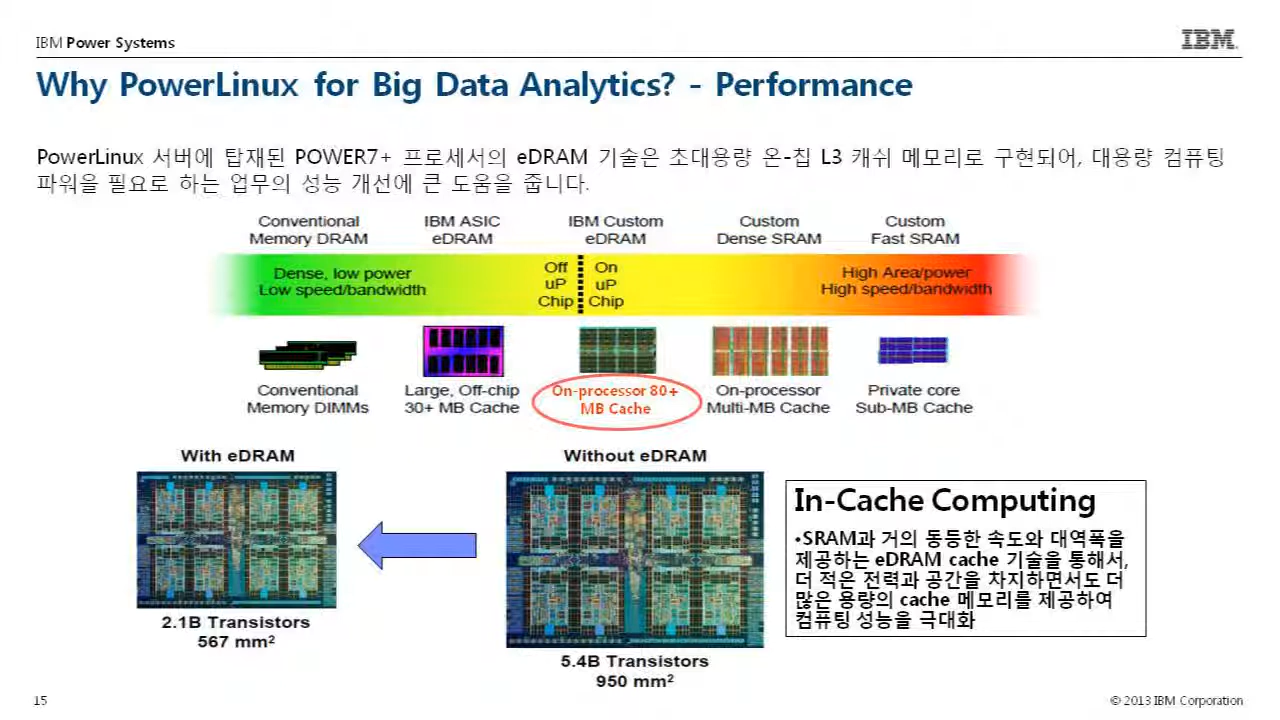 IBM Power Systems
IBM
Why PowerLinux for Big Data Analytics? - Performance
PowerLinux 서버에 탑재된 POWER7+ 프로세서의 eDRAM 기술은 초대용량 온-칩 L3 캐쉬 메모리로 구현되어, 대용량 컴퓨팅
파워을 필요로 하는 업무의 성능 개선에 큰 도움을 줍니다.
Conventional Memory DRAM
IBM ASIC eDRAM
IBM Custom eDRAM
Custom Dense SRAM
Custom Fast SRAM
Dense, low power
Low speed/bandwidth
Off uP Chip
On uP Chip
High Area/power
High speed/bandwidth
Conventional Memory DIMMs
Large, Off-chip 30+ MB Cache
On-processor 80+ MB Cache
On-processor Multi-MB Cache
Private core Sub-MB Cache
With eDRAM
2.1B Transistors
567 mm²
Without eDRAM
5.4B Transistors
950 mm²
In-Cache Computing
•SRAM과 거의 동등한 속도와 대역폭을
제공하는 eDRAM cache 기술을 통해서,
더 적은 전력과 공간을 차지하면서도 더
많은 용량의 cache 메모리를 제공하여
컴퓨팅 성능을 극대화
15
© 2013 IBM Corporation